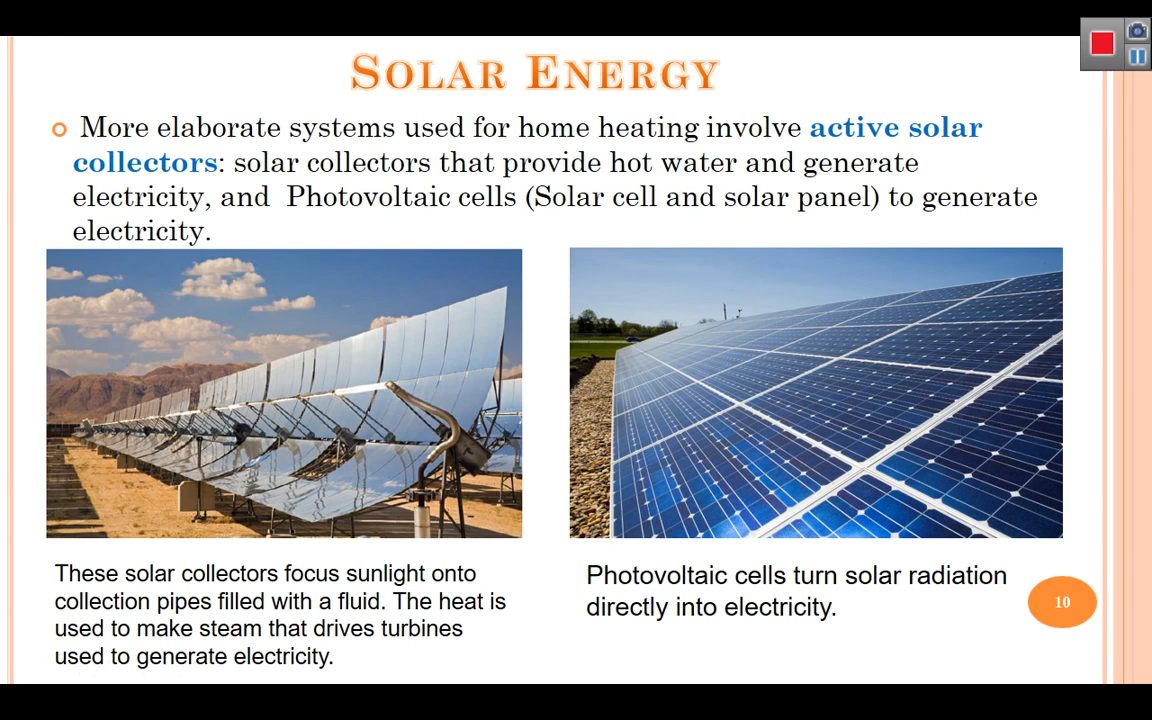 SOLAR ENERGY
More elaborate systems used for home heating involve active solar
collectors: solar collectors that provide hot water and generate
electricity, and Photovoltaic cells (Solar cell and solar panel) to generate
electricity.
These solar collectors focus sunlight onto
collection pipes filled with a fluid. The heat is
used to make steam that drives turbines
used to generate electricity.
Photovoltaic cells turn solar radiation
directly into electricity.
10